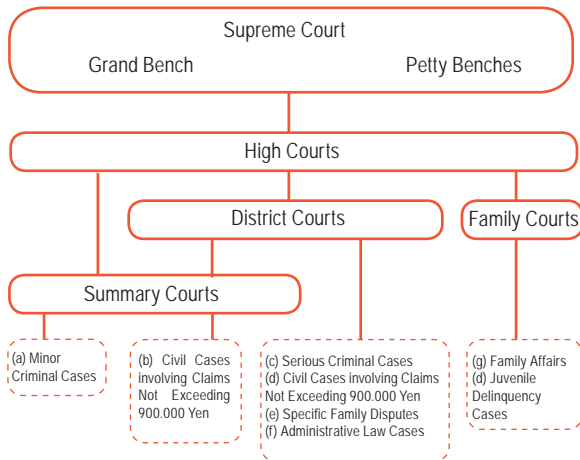 Supreme Court
Grand Bench
Petty Benches
High Courts
District Courts
Family Courts
Summary Courts
(a) Minor
Criminal Cases
(b) Civil Cases
involving Claims
Not Exceeding
900.000 Yen
(c) Serious Criminal Cases
(d) Civil Cases involving Claims
Not Exceeding 900.000 Yen
(e) Specific Family Disputes
(f) Administrative Law Cases
(g) Family Affairs
(d) Juvenile
Delinquency
Cases